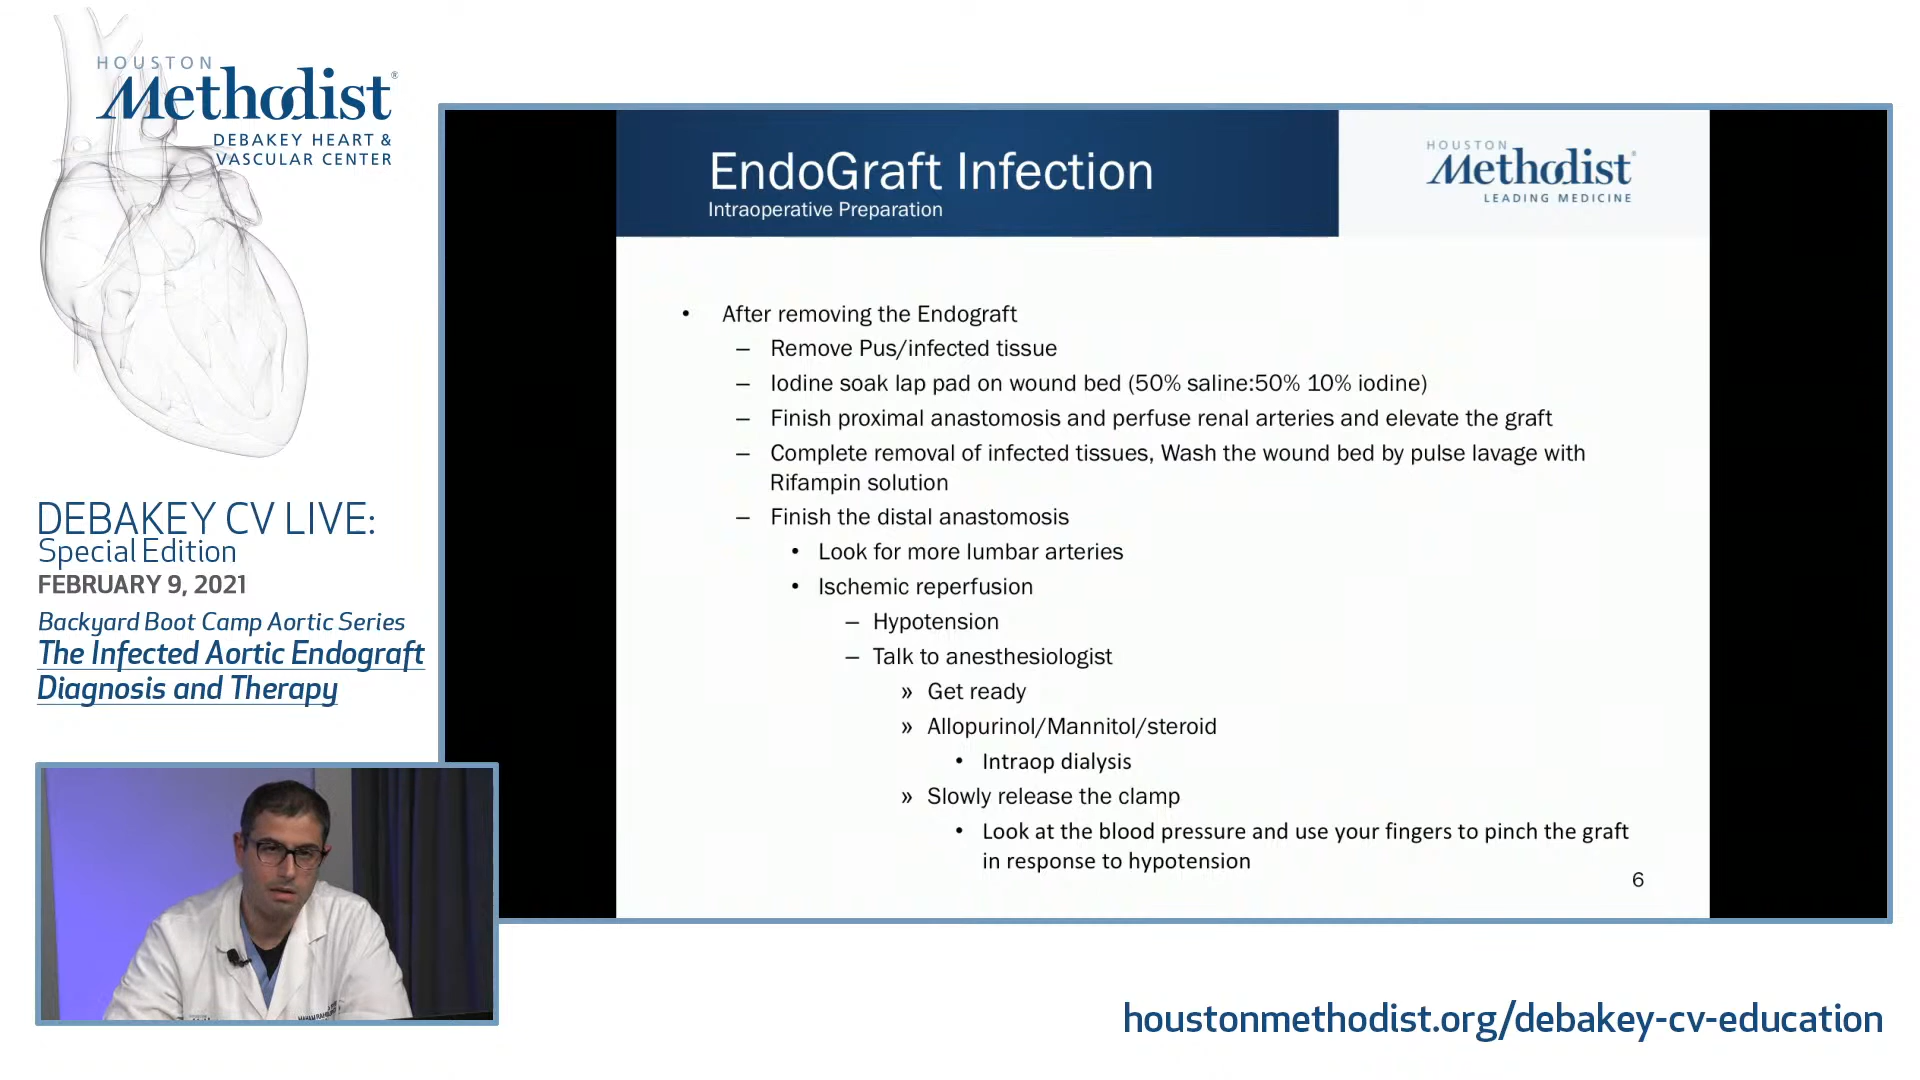 HOUSTON
Methodist®
DEBAKEY HEART &
VASCULAR CENTER
DEBAKEY CV LIVE:
Special Edition
FEBRUARY 9, 2021
Backyard Boot Camp Aortic Series
The Infected Aortic Endograft
Diagnosis and Therapy
EndoGraft Infection
Intraoperative Preparation
HOUSTON
Methodist®
LEADING MEDICINE
• After removing the Endograft
– Remove Pus/infected tissue
– Iodine soak lap pad on wound bed (50% saline:50% 10% iodine)
– Finish proximal anastomosis and perfuse renal arteries and elevate the graft
– Complete removal of infected tissues, Wash the wound bed by pulse lavage with
Rifampin solution
– Finish the distal anastomosis
• Look for more lumbar arteries
• Ischemic reperfusion
– Hypotension
– Talk to anesthesiologist
» Get ready
» Allopurinol/Mannitol/steroid
• Intraop dialysis
» Slowly release the clamp
• Look at the blood pressure and use your fingers to pinch the graft
in response to hypotension
6
houstonmethodist.org/debakey-cv-education